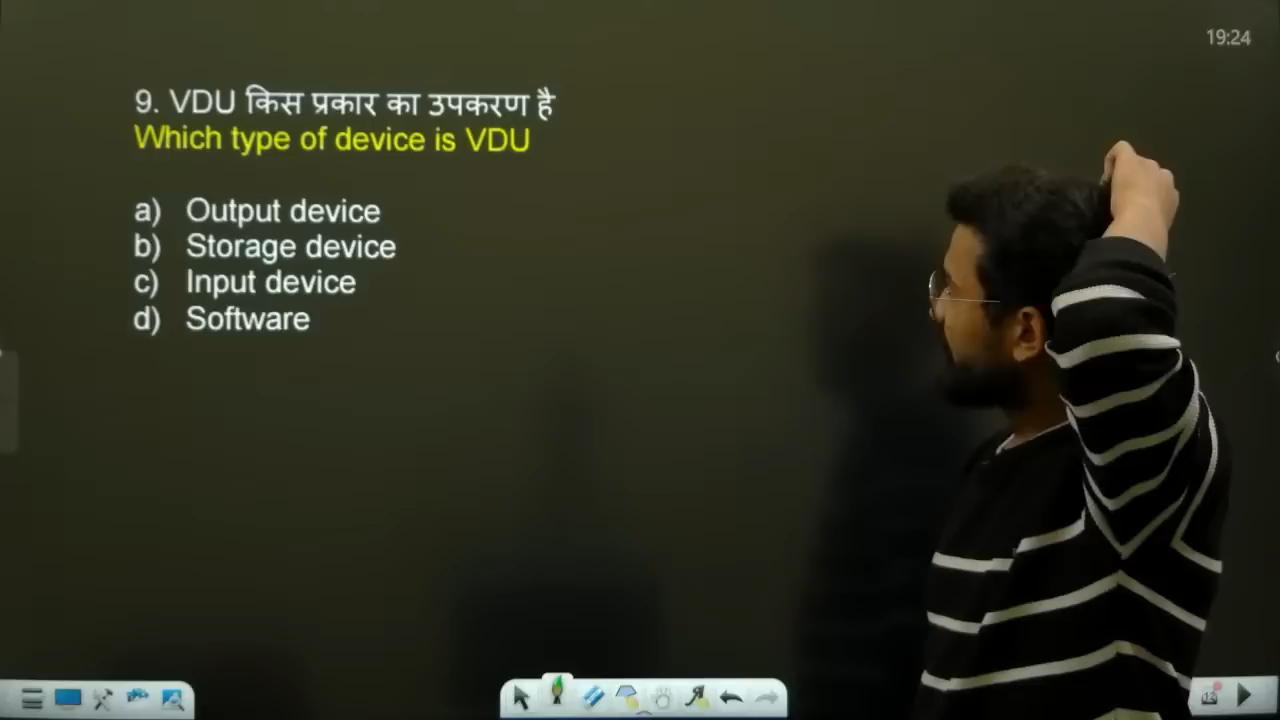 19:24
9. VDU किस प्रकार का उपकरण है
Which type of device is VDU
a) Output device
b) Storage device
c) Input device
d) Software